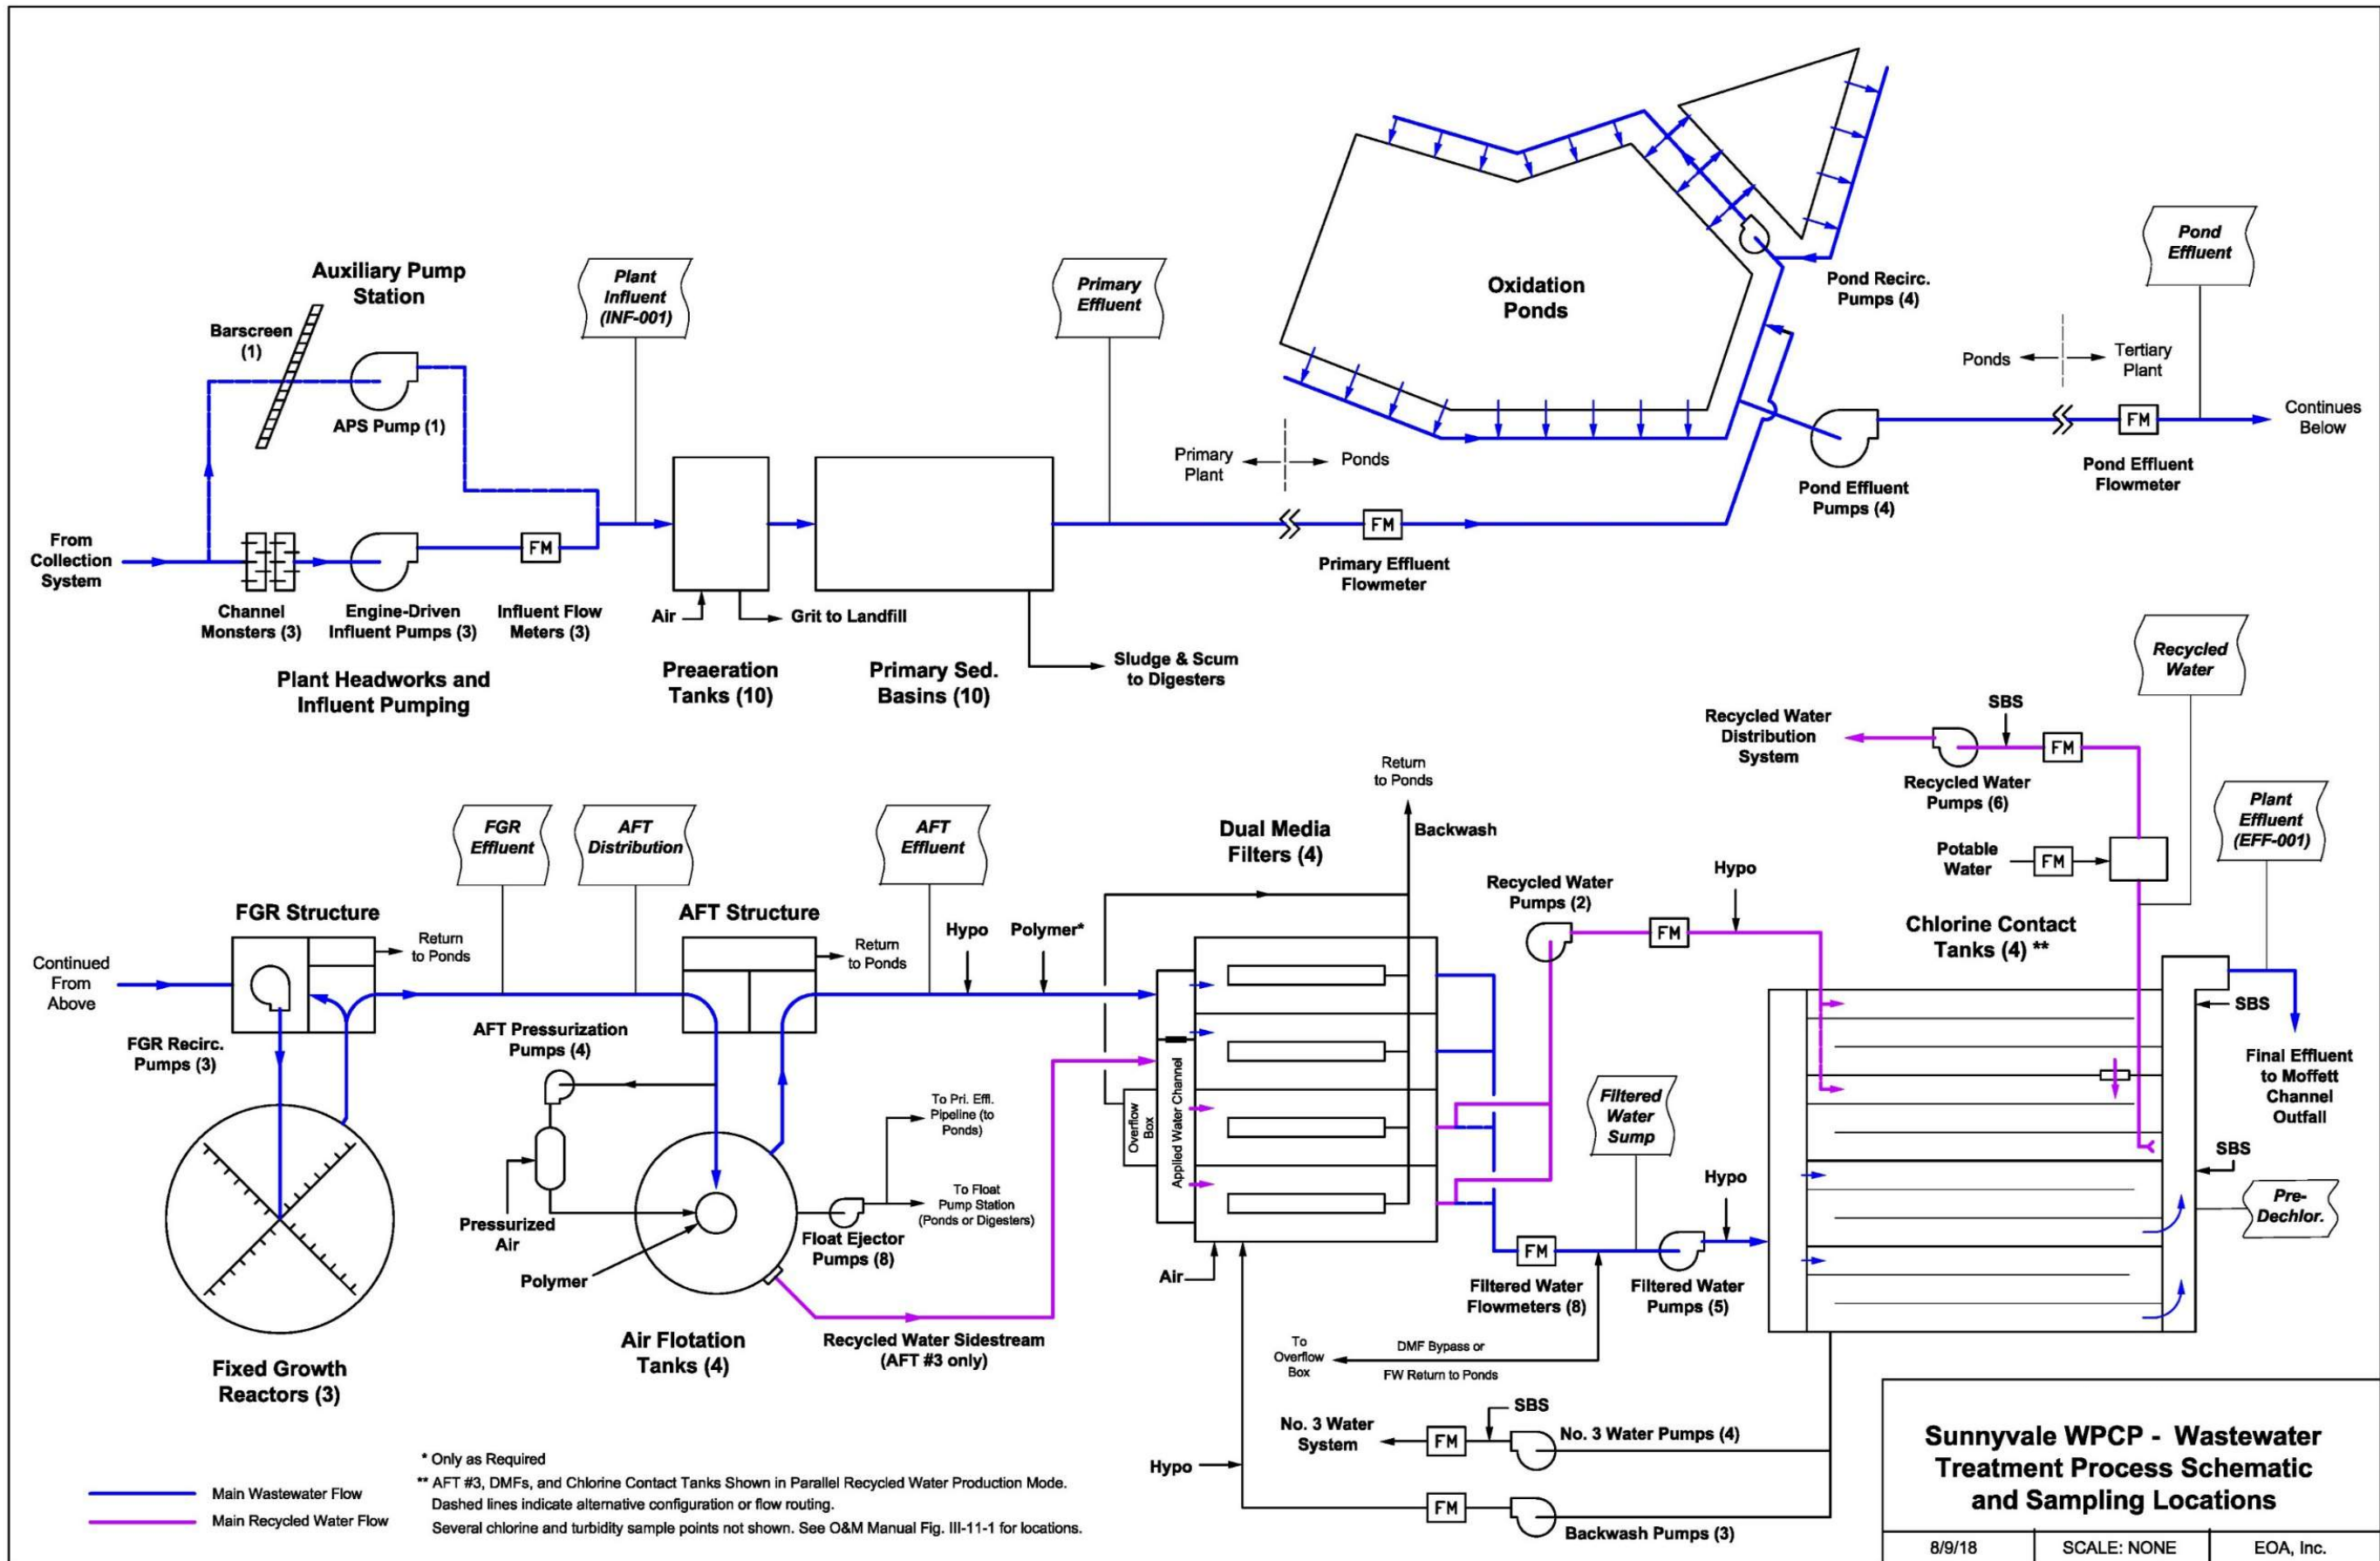 Auxiliary Pump
Station
Barscreen
(1)
APS Pump (1)
Plant
Influent
(INF-001)
Primary
Effluent
From
Collection
System
Channel
Monsters (3)
Engine-Driven
Influent Pumps (3)
FM
Influent Flow
Meters (3)
Plant Headworks and
Influent Pumping
Air
Grit to Landfill
Preaeration
Tanks (10)
Primary Sed.
Basins (10)
Sludge & Scum
to Digesters
Primary
Plant
Ponds
FM
Primary Effluent
Flowmeter
Oxidation
Ponds
Pond Recirc.
Pumps (4)
Pond Effluent
Pumps (4)
Ponds
Tertiary
Plant
Pond
Effluent
FM
Pond Effluent
Flowmeter
Continues
Below
Continued
From
Above
FGR Structure
Return
to Ponds
FGR Recirc.
Pumps (3)
Fixed Growth
Reactors (3)
FGR
Effluent
AFT
Distribution
AFT Structure
Return
to Ponds
AFT Pressurization
Pumps (4)
Pressurized
Air
Polymer
Air Flotation
Tanks (4)
Float Ejector
Pumps (8)
To Pri. Effl.
Pipeline (to
Ponds)
To Float
Pump Station
(Ponds or Digesters)
Recycled Water Sidestream
(AFT #3 only)
AFT
Effluent
Hypo
Polymer*
Dual Media
Filters (4)
Return
to Ponds
Backwash
Overflow
Box
Applied Water Channel
Air
Hypo
Recycled Water
Pumps (2)
FM
Hypo
Filtered
Water
Sump
FM
Filtered Water
Flowmeters (8)
Filtered Water
Pumps (5)
Hypo
To
Overflow
Box
DMF Bypass or
FW Return to Ponds
No. 3 Water
System
FM
SBS
No. 3 Water Pumps (4)
FM
Backwash Pumps (3)
Recycled Water
Distribution
System
Recycled Water
Pumps (6)
SBS
FM
Recycled
Water
Potable
Water
FM
Chlorine Contact
Tanks (4) **
Plant
Effluent
(EFF-001)
SBS
Final Effluent
to Moffett
Channel
Outfall
SBS
Pre-
Dechlor.
* Only as Required
** AFT #3, DMFs, and Chlorine Contact Tanks Shown in Parallel Recycled Water Production Mode.
Dashed lines indicate alternative configuration or flow routing.
Several chlorine and turbidity sample points not shown. See O&M Manual Fig. III-11-1 for locations.
Main Wastewater Flow
Main Recycled Water Flow
Sunnyvale WPCP - Wastewater
Treatment Process Schematic
and Sampling Locations
8/9/18
SCALE: NONE
EOA, Inc.